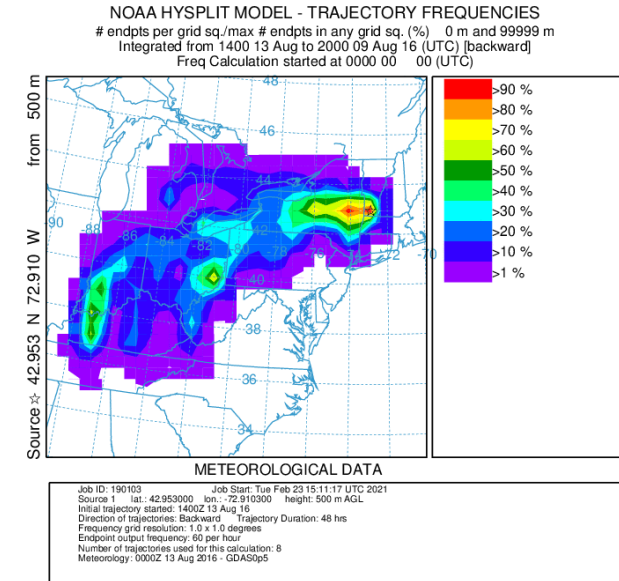 NOAA HYSPLIT MODEL - TRAJECTORY FREQUENCIES
# endpts per grid sq./max # endpts in any grid sq. (%)    0 m and 99999 m
Integrated from 1400 13 Aug to 2000 09 Aug 16 (UTC) [backward]
Freq Calculation started at 0000 00    00 (UTC)
Source ☆ 42.953 N 72.910 W    from    500 m
48
46
44
42
40
38
36
34
-90
-88
-86
-84
-82
-78
-76
-74
-72
-70
>90 %
>80 %
>70 %
>60 %
>50 %
>40 %
>30 %
>20 %
>10 %
>1 %
METEOROLOGICAL DATA
Job ID: 190103    Job Start: Tue Feb 23 15:11:17 UTC 2021
Source 1    lat.: 42.953000    lon.: -72.910300    height: 500 m AGL
Initial trajectory started: 1400Z 13 Aug 16
Direction of trajectories: Backward    Trajectory Duration: 48 hrs
Frequency grid resolution: 1.0 x 1.0 degrees
Endpoint output frequency: 60 per hour
Number of trajectories used for this calculation: 8
Meteorology: 0000Z 13 Aug 2016 - GDAS0p5